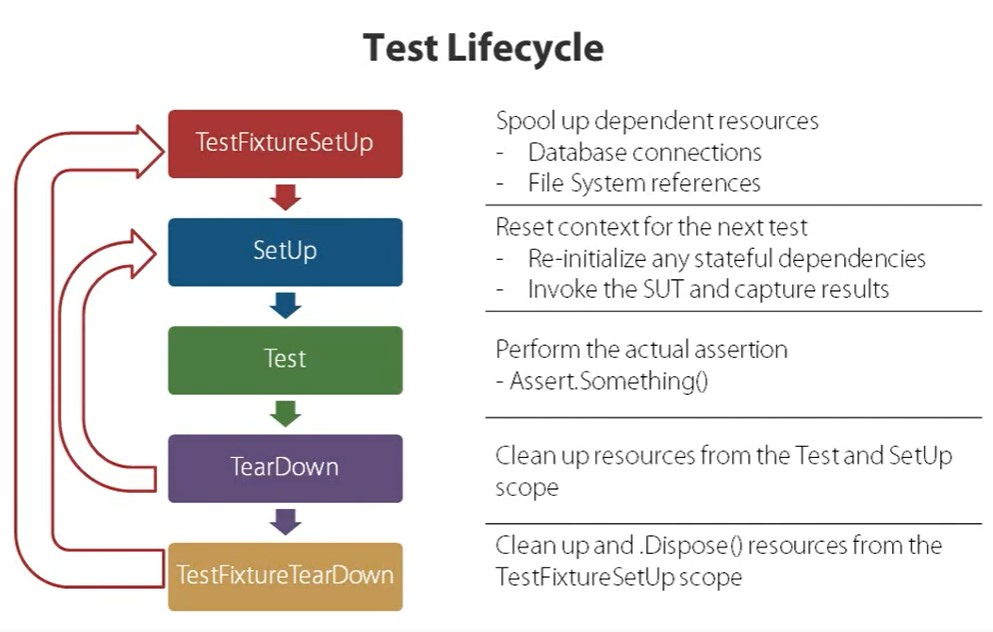 Test Lifecycle
TestFixtureSetUp
Spool up dependent resources
- Database connections
- File System references
SetUp
Reset context for the next test
- Re-initialize any stateful dependencies
- Invoke the SUT and capture results
Test
Perform the actual assertion
- Assert.Something()
TearDown
Clean up resources from the Test and SetUp
scope
TestFixtureTearDown
Clean up and .Dispose() resources from the
TestFixtureSetUp scope